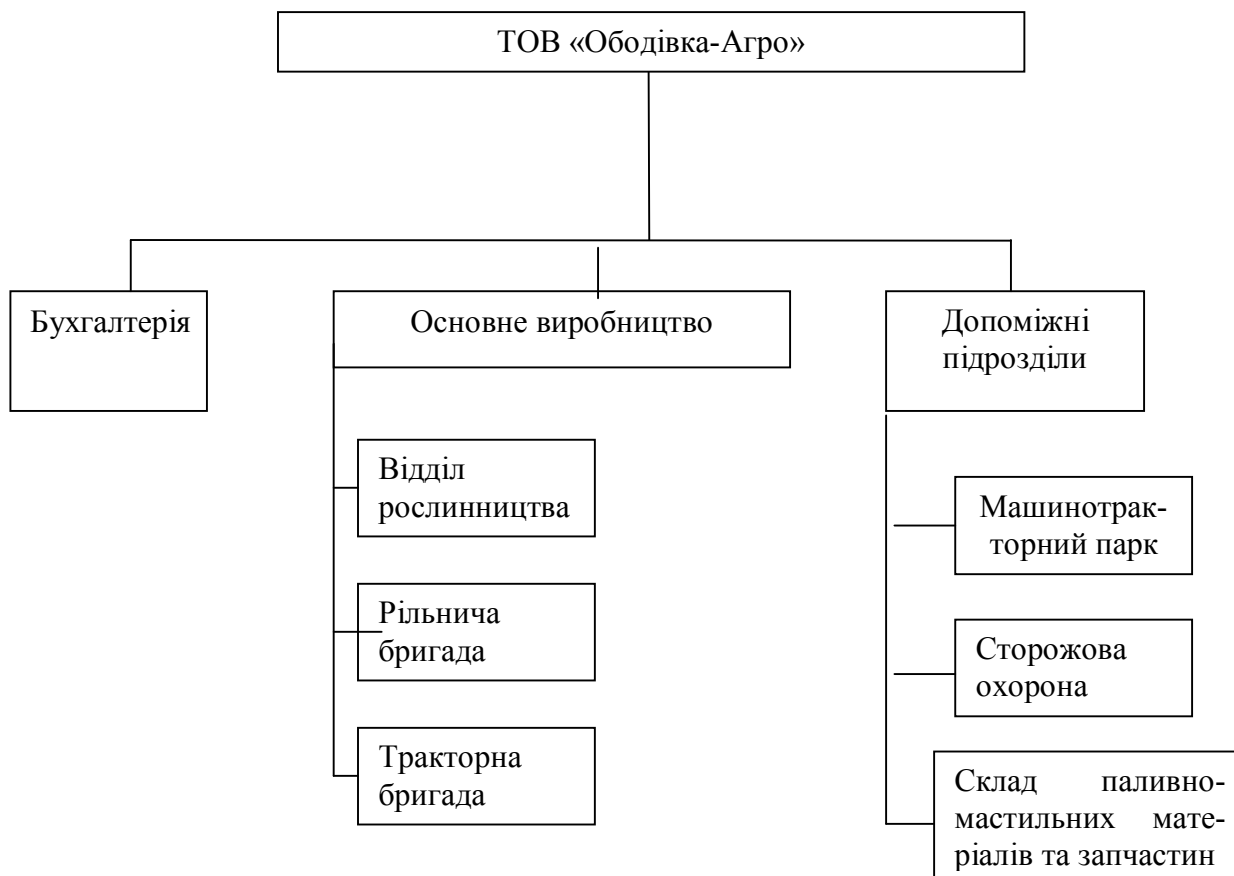 ТОВ «Ободівка-Агро»
Бухгалтерія
Основне виробництво
Допоміжні
підрозділи
Відділ
рослинництва
Рільнича
бригада
Тракторна
бригада
Машинотрак-
торний парк
Сторожова
охорона
Склад паливно-
мастильних мате-
ріалів та запчастин